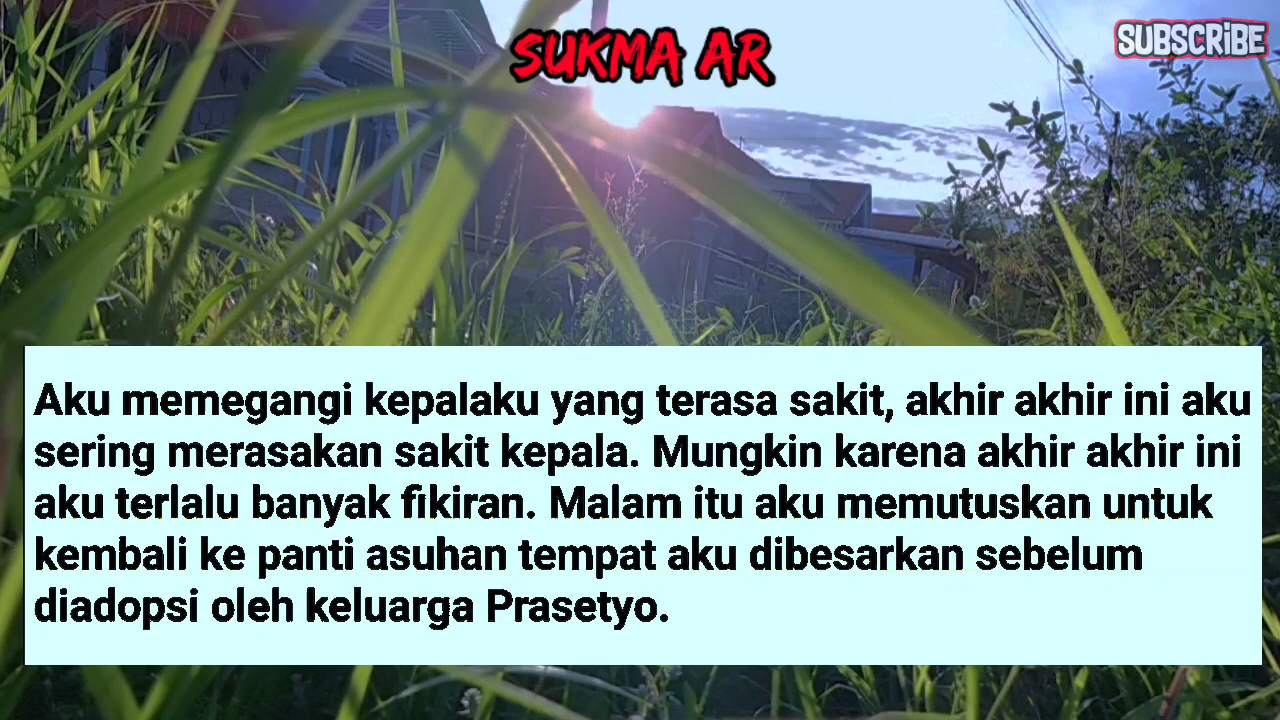 SUKMA AR
SUBSCRiBE
Aku memegangi kepalaku yang terasa sakit, akhir akhir ini aku
sering merasakan sakit kepala. Mungkin karena akhir akhir ini
aku terlalu banyak fikiran. Malam itu aku memutuskan untuk
kembali ke panti asuhan tempat aku dibesarkan sebelum
diadopsi oleh keluarga Prasetyo.